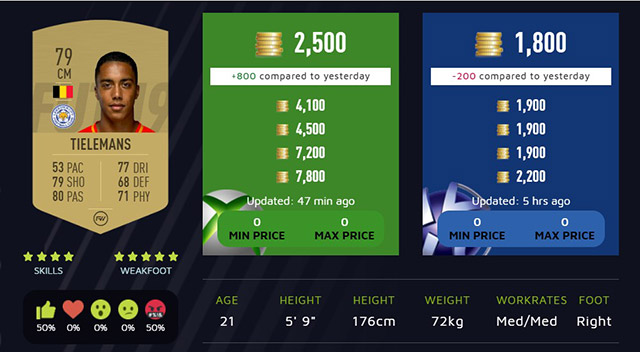 79
CM
TIELEMANS
53 PAC 77 DRI
79 SHO 68 DEF
80 PAS 71 PHY
SKILLS WEAKFOOT
50% 0% 0% 0% 50%
2,500
+800 compared to yesterday
4,100
4,500
7,200
7,800
Updated: 47 min ago
0 0
MIN PRICE MAX PRICE
1,800
-200 compared to yesterday
1,900
1,900
1,900
2,200
Updated: 5 hrs ago
0 0
MIN PRICE MAX PRICE
AGE HEIGHT HEIGHT WEIGHT WORKRATES FOOT
21 5' 9" 176cm 72kg Med/Med Right